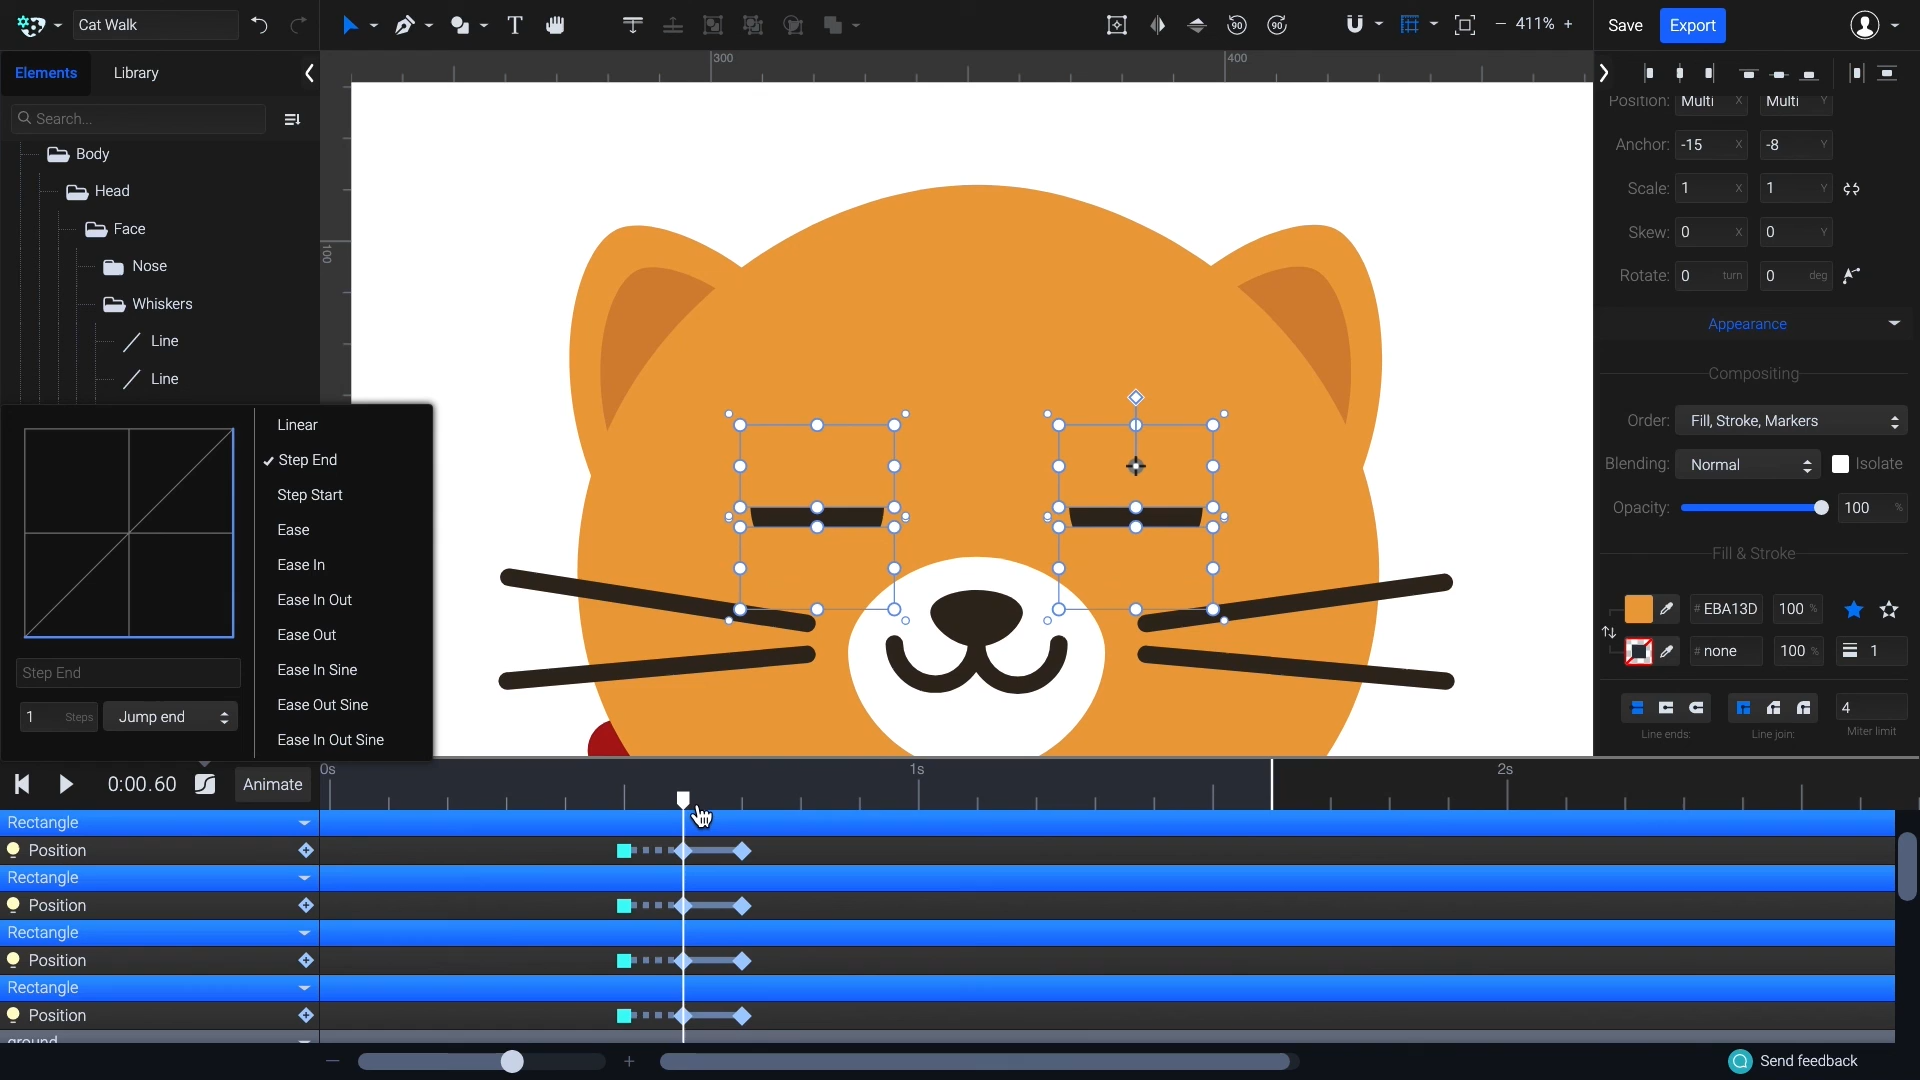 Cat Walk
T
90
90
411%
Save
Export
Elements
Library
Search...
Body
Head
Face
Nose
Whiskers
Line
Line
300
400
100
Position: Multi X Multi Y
Anchor: -15 X -8 Y
Scale: 1 X 1 Y
Skew: 0 X 0 Y
Rotate: 0 turn 0 deg
Appearance
Compositing
Order: Fill, Stroke, Markers
Blending: Normal Isolate
Opacity: 100 %
Fill & Stroke
# EBA13D 100 %
# none 100 % 1
4
Line ends: Line join: Miter limit
Linear
Step End
Step Start
Ease
Ease In
Ease In Out
Ease Out
Ease In Sine
Ease Out Sine
Ease In Out Sine
Step End
1 Steps Jump end
0:00.60 Animate
0s 1s 2s
Rectangle
Position
Rectangle
Position
Rectangle
Position
Rectangle
Position
ground
Send feedback